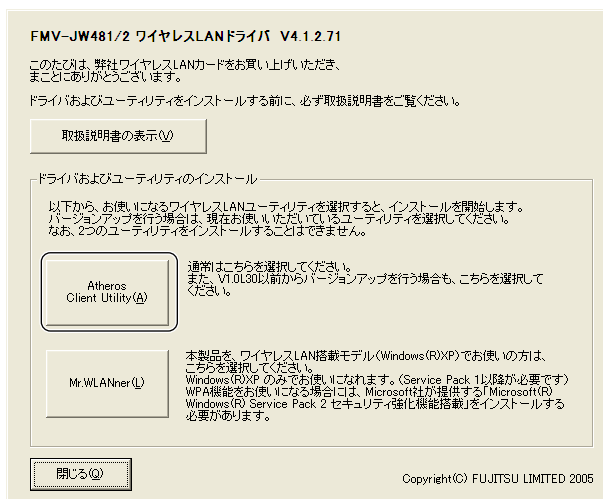 FMV-JW481/2 ワイヤレスLANドライバ V4.1.2.71
このたびは、弊社ワイヤレスLANカードをお買い上げいただき、
まことにありがとうございます。
ドライバおよびユーティリティをインストールする前に、必ず取扱説明書をご覧ください。
取扱説明書の表示(V)
ドライバおよびユーティリティのインストール
以下から、お使いになるワイヤレスLANユーティリティを選択すると、インストールを開始します。
バージョンアップを行う場合は、現在お使いいただいているユーティリティを選択してください。
なお、2つのユーティリティをインストールすることはできません。
Atheros
Client Utility(A)
通常はこちらを選択してください。
また、V1.0L30以前からバージョンアップを行う場合も、こちらを選択して
ください。
Mr.WLANner(L)
本製品を、ワイヤレスLAN搭載モデル(Windows(R)XP)でお使いの方は、
こちらを選択してください。
Windows(R)XP のみでお使いになれます。(Service Pack 1以降が必要です)
WPA機能をお使いになる場合には、Microsoft社が提供する「Microsoft(R)
Windows(R) Service Pack 2 セキュリティ強化機能搭載」をインストールする
必要があります。
閉じる(Q)
Copyright(C) FUJITSU LIMITED 2005